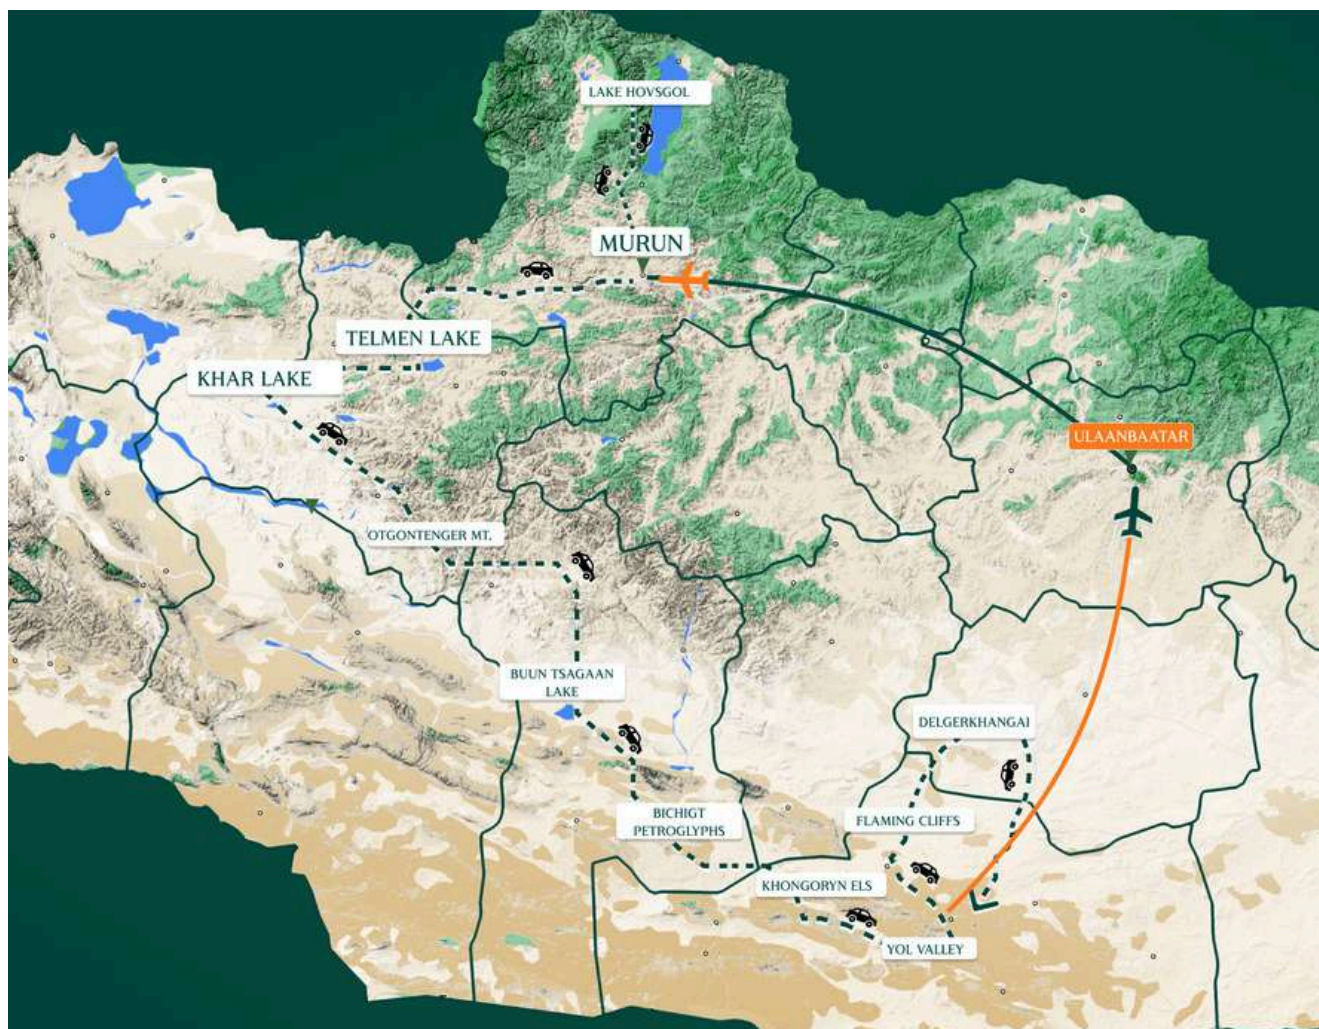 LAKE HOVSGOL
MURUN
TELMEN LAKE
KHAR LAKE
ULAANBAATAR
OTGONTENGER MT.
BUUN TSAGAAN
LAKE
DELGERKHANGAI
BICHIGT
PETROGLYPHS
FLAMING CLIFFS
KHONGORYN ELS
YOL VALLEY